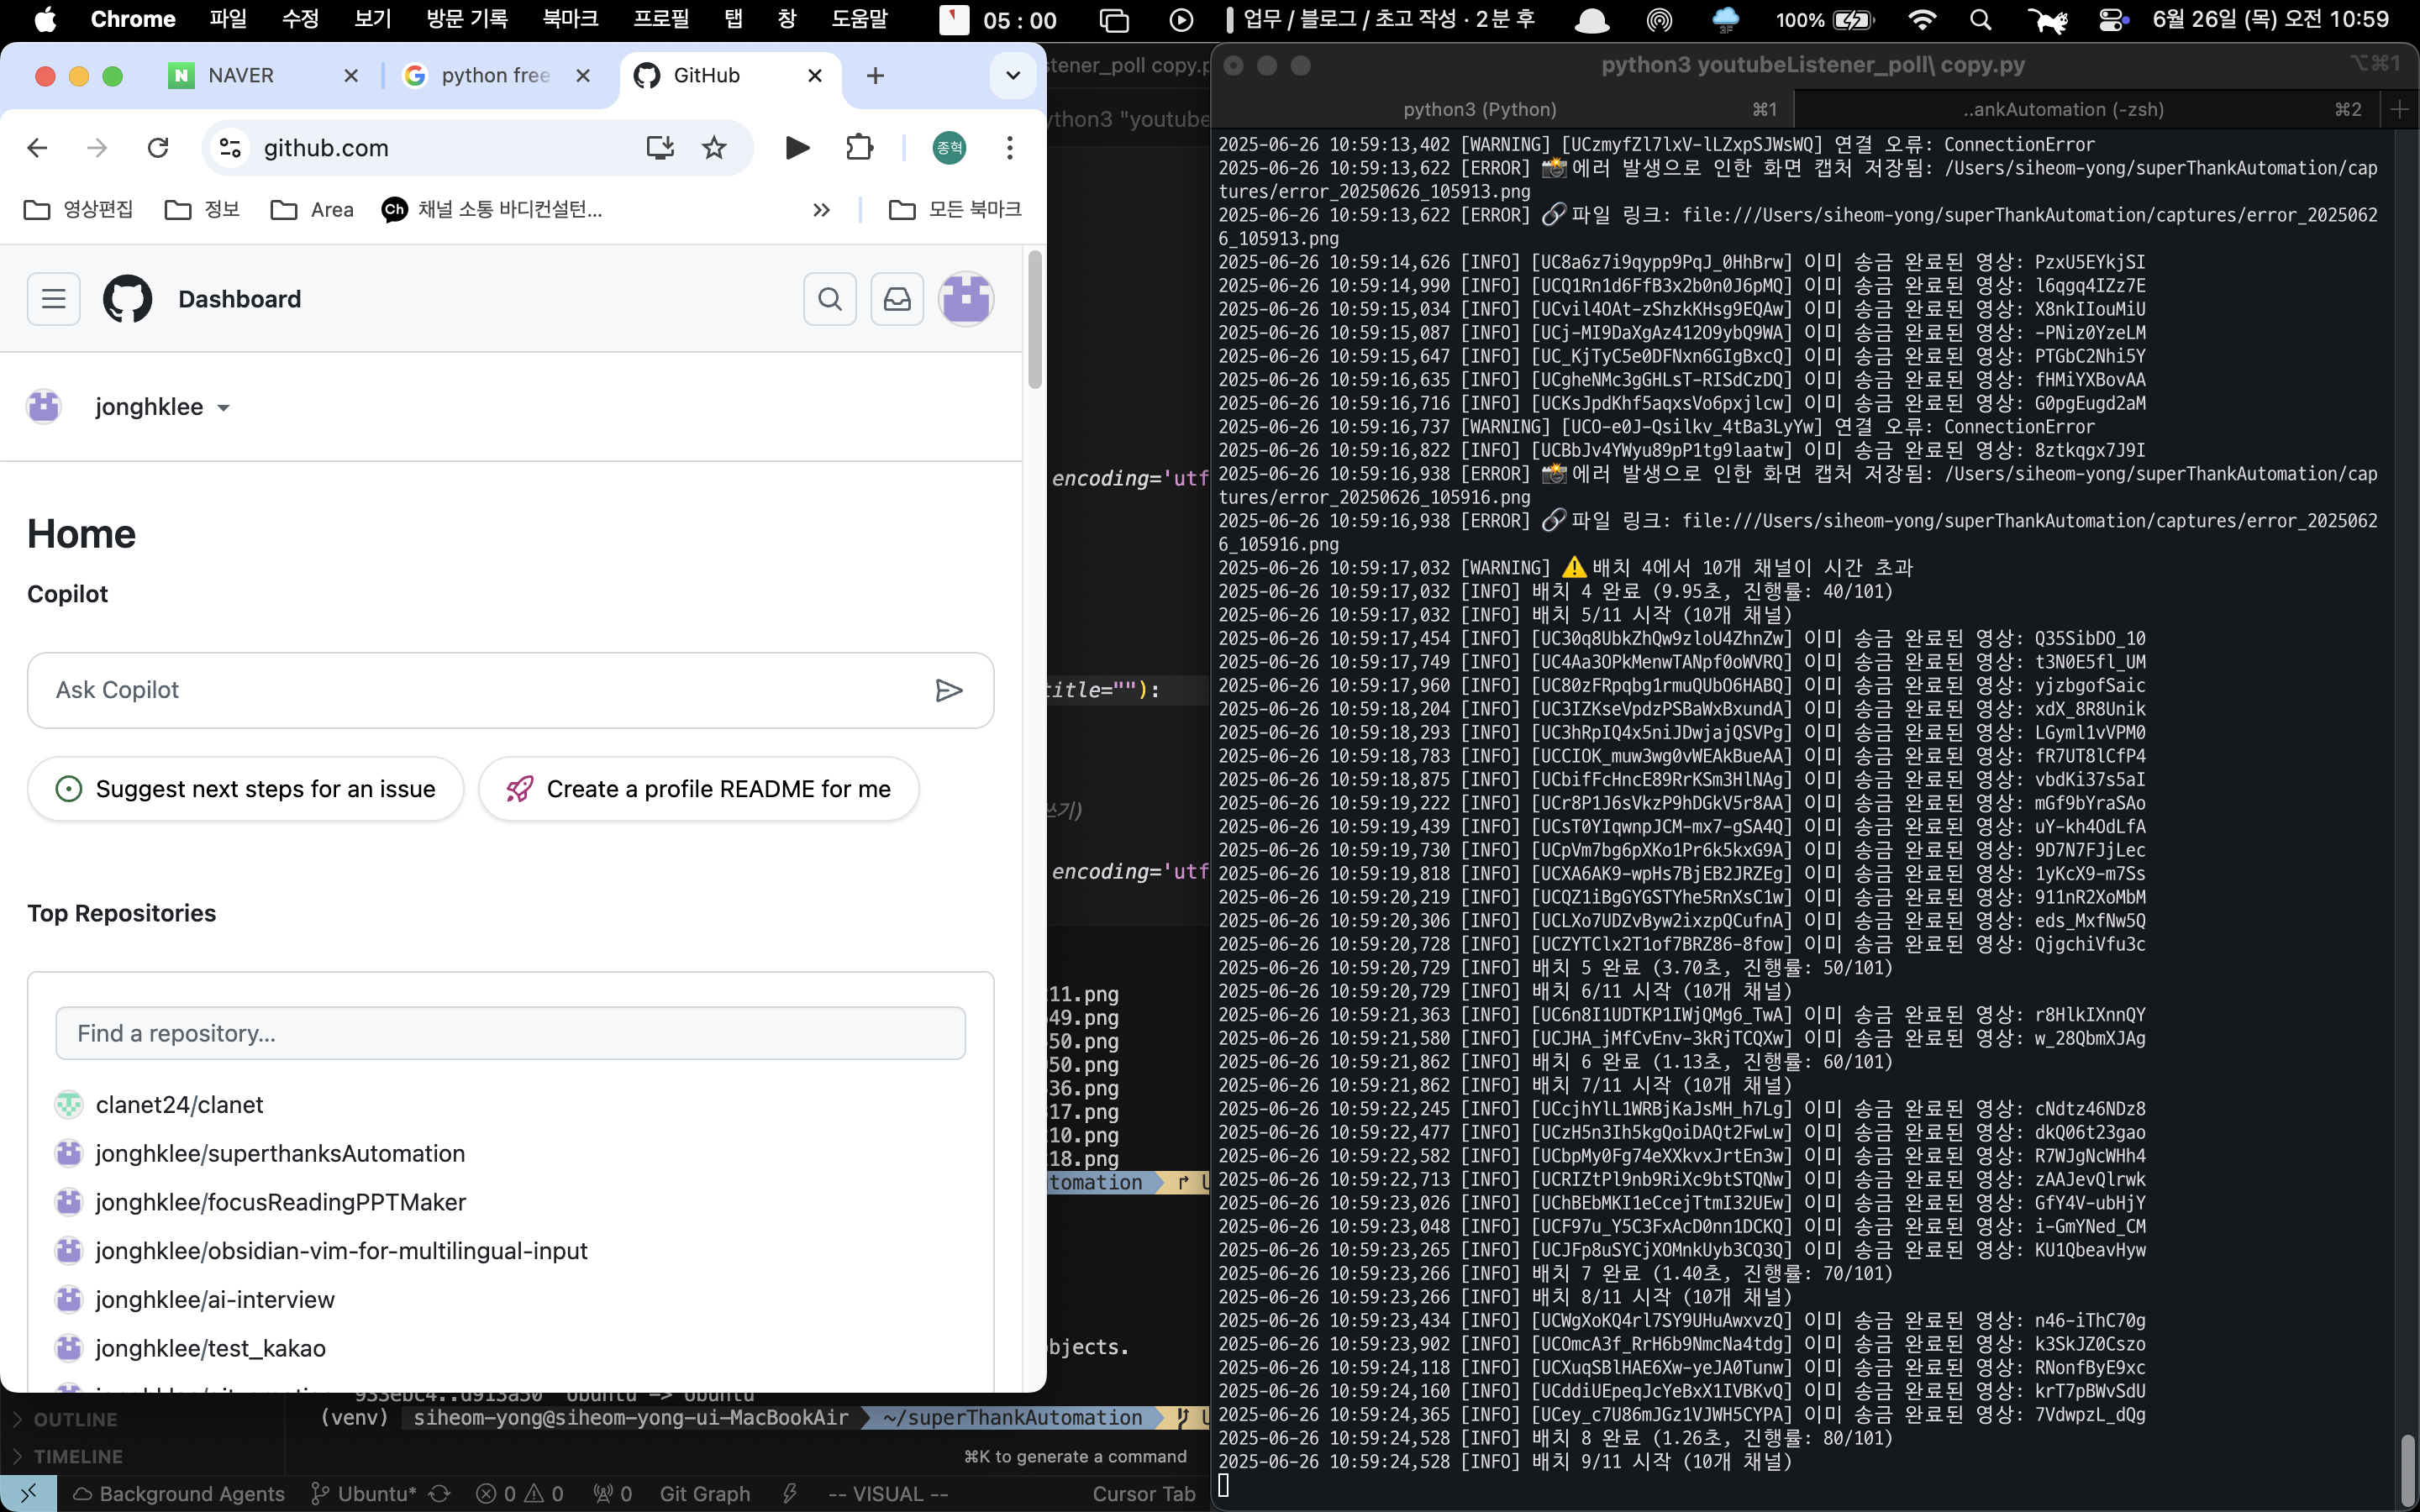 Chrome 파일 수정 보기 방문 기록 북마크 프로필 탭 창 도움말 05 : 00 업무 / 블로그 / 초고 작성 · 2분 후 3F 100% 6월 26일 (목) 오전 10:59
NAVER
python free
GitHub
github.com
종혁
영상편집
정보
Area
Ch 채널 소통 바디컨설턴...
모든 북마크
Dashboard
jonghklee
Home
Copilot
Ask Copilot
Suggest next steps for an issue
Create a profile README for me
Top Repositories
Find a repository...
clanet24/clanet
jonghklee/superthanksAutomation
jonghklee/focusReadingPPTMaker
jonghklee/obsidian-vim-for-multilingual-input
jonghklee/ai-interview
jonghklee/test_kakao
stener_poll copy.p
ython3 "youtube
encoding='utf
title=""):
쓰기)
encoding='utf
11.png
49.png
50.png
50.png
36.png
17.png
10.png
18.png
tomation
bjects.
933ebc4..d913a50 Ubuntu -> Ubuntu
(venv) siheom-yong@siheom-yong-ui-MacBookAir ~/superThankAutomation U
⌘K to generate a command
OUTLINE
TIMELINE
Background Agents Ubuntu* 0 0 0 Git Graph -- VISUAL -- Cursor Tab
python3 youtubeListener_poll\ copy.py ⌥⌘1
python3 (Python) ⌘1 ..ankAutomation (-zsh) ⌘2
2025-06-26 10:59:13,402 [WARNING] [UCzmyfZl7lxV-lLZxpSJWsWQ] 연결 오류: ConnectionError
2025-06-26 10:59:13,622 [ERROR] 📸 에러 발생으로 인한 화면 캡처 저장됨: /Users/siheom-yong/superThankAutomation/cap
tures/error_20250626_105913.png
2025-06-26 10:59:13,622 [ERROR] 🔗 파일 링크: file:///Users/siheom-yong/superThankAutomation/captures/error_2025062
6_105913.png
2025-06-26 10:59:14,626 [INFO] [UC8a6z7i9qypp9PqJ_0HhBrw] 이미 송금 완료된 영상: PzxU5EYkjSI
2025-06-26 10:59:14,990 [INFO] [UCQ1Rn1d6FfB3x2b0n0J6pMQ] 이미 송금 완료된 영상: l6qgq4IZz7E
2025-06-26 10:59:15,034 [INFO] [UCvil4OAt-zShzkKHsg9EQAw] 이미 송금 완료된 영상: X8nkIIouMiU
2025-06-26 10:59:15,087 [INFO] [UCj-MI9DaXgAz412O9ybQ9WA] 이미 송금 완료된 영상: -PNiz0YzeLM
2025-06-26 10:59:15,647 [INFO] [UC_KjTyC5e0DFNxn6GIgBxcQ] 이미 송금 완료된 영상: PTGbC2Nhi5Y
2025-06-26 10:59:16,635 [INFO] [UCgheNMc3gGHLsT-RISdCzDQ] 이미 송금 완료된 영상: fHMiYXBovAA
2025-06-26 10:59:16,716 [INFO] [UCKsJpdKhf5aqxsVo6pxjlcw] 이미 송금 완료된 영상: G0pgEugd2aM
2025-06-26 10:59:16,737 [WARNING] [UCO-e0J-Qsilkv_4tBa3LyYw] 연결 오류: ConnectionError
2025-06-26 10:59:16,822 [INFO] [UCBbJv4YWyu89pP1tg9laatw] 이미 송금 완료된 영상: 8ztkqgx7J9I
2025-06-26 10:59:16,938 [ERROR] 📸 에러 발생으로 인한 화면 캡처 저장됨: /Users/siheom-yong/superThankAutomation/cap
tures/error_20250626_105916.png
2025-06-26 10:59:16,938 [ERROR] 🔗 파일 링크: file:///Users/siheom-yong/superThankAutomation/captures/error_2025062
6_105916.png
2025-06-26 10:59:17,032 [WARNING] ⚠️ 배치 4에서 10개 채널이 시간 초과
2025-06-26 10:59:17,032 [INFO] 배치 4 완료 (9.95초, 진행률: 40/101)
2025-06-26 10:59:17,032 [INFO] 배치 5/11 시작 (10개 채널)
2025-06-26 10:59:17,454 [INFO] [UC30q8UbkZhQw9zloU4ZhnZw] 이미 송금 완료된 영상: Q35SibDO_10
2025-06-26 10:59:17,749 [INFO] [UC4Aa3OPkMenwTANpf0oWVRQ] 이미 송금 완료된 영상: t3N0E5fl_UM
2025-06-26 10:59:17,960 [INFO] [UC80zFRpqbg1rmuQUbO6HABQ] 이미 송금 완료된 영상: yjzbgofSaic
2025-06-26 10:59:18,204 [INFO] [UC3IZKseVpdzPSBaWxBxundA] 이미 송금 완료된 영상: xdX_8R8Unik
2025-06-26 10:59:18,293 [INFO] [UC3hRpIQ4x5niJDwjajQSVPg] 이미 송금 완료된 영상: LGyml1vVPM0
2025-06-26 10:59:18,783 [INFO] [UCCIOK_muw3wg0vWEAkBueAA] 이미 송금 완료된 영상: fR7UT8lCfP4
2025-06-26 10:59:18,875 [INFO] [UCbifFcHncE89RrKSm3HlNAg] 이미 송금 완료된 영상: vbdKi37s5aI
2025-06-26 10:59:19,222 [INFO] [UCr8P1J6sVkzP9hDGkV5r8AA] 이미 송금 완료된 영상: mGf9bYraSAo
2025-06-26 10:59:19,439 [INFO] [UCsT0YIqwnpJCM-mx7-gSA4Q] 이미 송금 완료된 영상: uY-kh4OdLfA
2025-06-26 10:59:19,730 [INFO] [UCpVm7bg6pXKo1Pr6k5kxG9A] 이미 송금 완료된 영상: 9D7N7FJjLec
2025-06-26 10:59:19,818 [INFO] [UCXA6AK9-wpHs7BjEB2JRZEg] 이미 송금 완료된 영상: 1yKcX9-m7Ss
2025-06-26 10:59:20,219 [INFO] [UCQZ1iBgGYGSTYhe5RnXsC1w] 이미 송금 완료된 영상: 911nR2XoMbM
2025-06-26 10:59:20,306 [INFO] [UCLXo7UDZvByw2ixzpQCufnA] 이미 송금 완료된 영상: eds_MxfNw5Q
2025-06-26 10:59:20,728 [INFO] [UCZYTClx2T1of7BRZ86-8fow] 이미 송금 완료된 영상: QjgchiVfu3c
2025-06-26 10:59:20,729 [INFO] 배치 5 완료 (3.70초, 진행률: 50/101)
2025-06-26 10:59:20,729 [INFO] 배치 6/11 시작 (10개 채널)
2025-06-26 10:59:21,363 [INFO] [UC6n8I1UDTKP1IWjQMg6_TwA] 이미 송금 완료된 영상: r8HlkIXnnQY
2025-06-26 10:59:21,580 [INFO] [UCJHA_jMfCvEnv-3kRjTCQXw] 이미 송금 완료된 영상: w_28QbmXJAg
2025-06-26 10:59:21,862 [INFO] 배치 6 완료 (1.13초, 진행률: 60/101)
2025-06-26 10:59:21,862 [INFO] 배치 7/11 시작 (10개 채널)
2025-06-26 10:59:22,245 [INFO] [UCcjhYlL1WRBjKaJsMH_h7Lg] 이미 송금 완료된 영상: cNdtz46NDz8
2025-06-26 10:59:22,477 [INFO] [UCzH5n3Ih5kgQoiDAQt2FwLw] 이미 송금 완료된 영상: dkQ06t23gao
2025-06-26 10:59:22,582 [INFO] [UCbpMy0Fg74eXXkvxJrtEn3w] 이미 송금 완료된 영상: R7WJgNcWHh4
2025-06-26 10:59:22,713 [INFO] [UCRIZtPl9nb9RiXc9btSTQNw] 이미 송금 완료된 영상: zAAJevQlrwk
2025-06-26 10:59:23,026 [INFO] [UChBEbMKI1eCcejTtmI32UEw] 이미 송금 완료된 영상: GfY4V-ubHjY
2025-06-26 10:59:23,048 [INFO] [UCF97u_Y5C3FxAcD0nn1DCKQ] 이미 송금 완료된 영상: i-GmYNed_CM
2025-06-26 10:59:23,265 [INFO] [UCJFp8uSYCjXOMnkUyb3CQ3Q] 이미 송금 완료된 영상: KU1QbeavHyw
2025-06-26 10:59:23,266 [INFO] 배치 7 완료 (1.40초, 진행률: 70/101)
2025-06-26 10:59:23,266 [INFO] 배치 8/11 시작 (10개 채널)
2025-06-26 10:59:23,434 [INFO] [UCWgXoKQ4rl7SY9UHuAwxvzQ] 이미 송금 완료된 영상: n46-iThC70g
2025-06-26 10:59:23,902 [INFO] [UCOmcA3f_RrH6b9NmcNa4tdg] 이미 송금 완료된 영상: k3SkJZ0Cszo
2025-06-26 10:59:24,118 [INFO] [UCXuqSBlHAE6Xw-yeJA0Tunw] 이미 송금 완료된 영상: RNonfByE9xc
2025-06-26 10:59:24,160 [INFO] [UCddiUEpeqJcYeBxX1IVBKvQ] 이미 송금 완료된 영상: krT7pBWvSdU
2025-06-26 10:59:24,365 [INFO] [UCey_c7U86mJGz1VJWH5CYPA] 이미 송금 완료된 영상: 7VdwpzL_dQg
2025-06-26 10:59:24,528 [INFO] 배치 8 완료 (1.26초, 진행률: 80/101)
2025-06-26 10:59:24,528 [INFO] 배치 9/11 시작 (10개 채널)